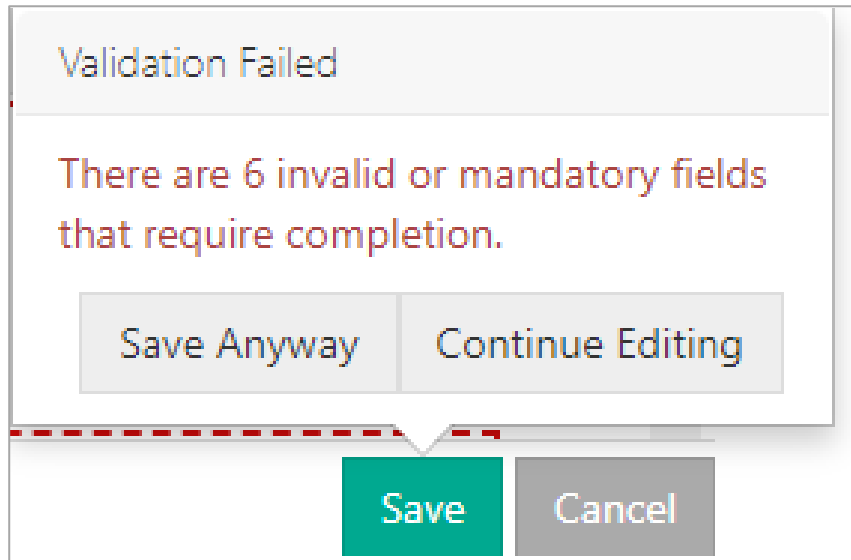 Validation Failed
There are 6 invalid or mandatory fields
that require completion.
Save Anyway Continue Editing
Save Cancel